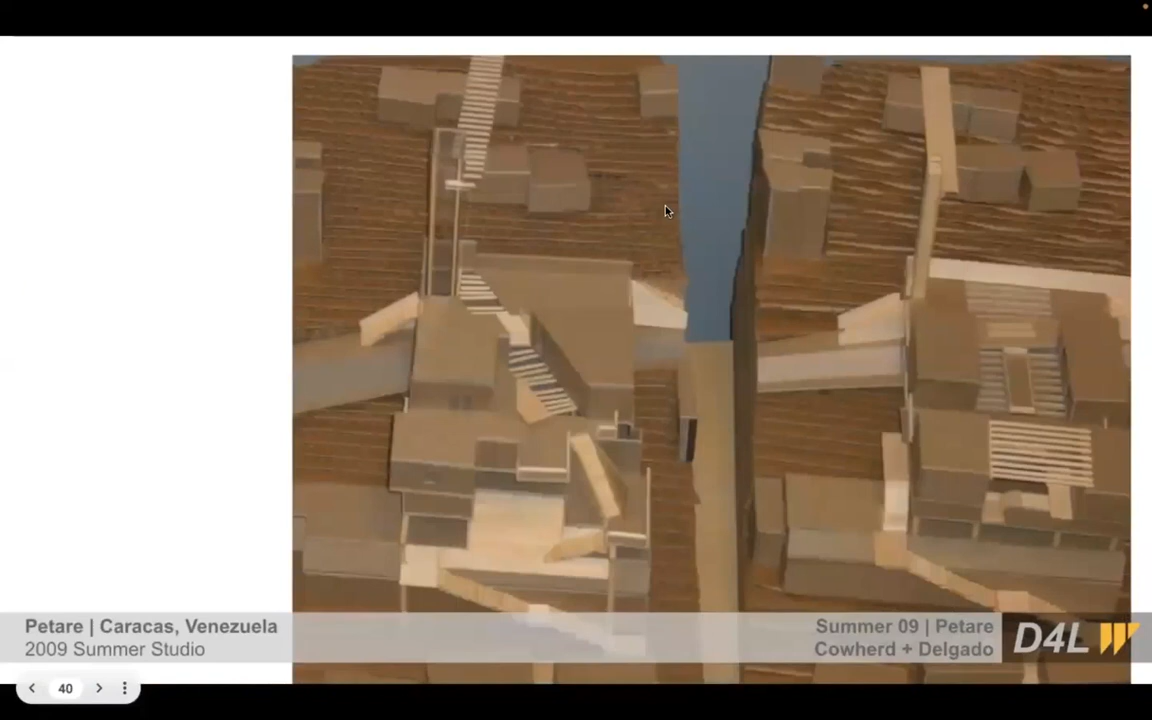 Petare | Caracas, Venezuela
2009 Summer Studio
Summer 09 | Petare
Cowherd + Delgado
D4L
40